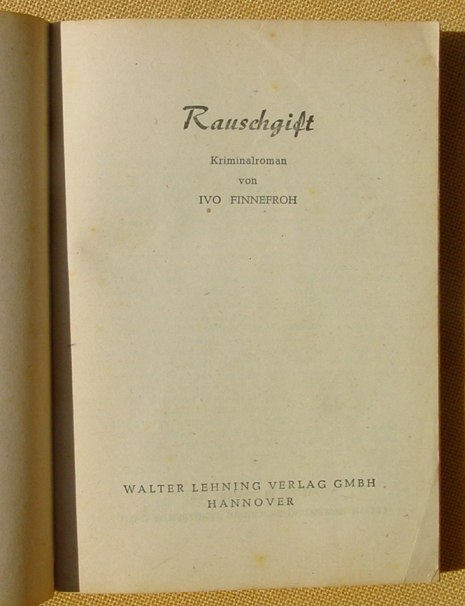 Rauschgift
Kriminalroman
von
IVO FINNEFROH
WALTER LEHNING VERLAG GMBH
HANNOVER